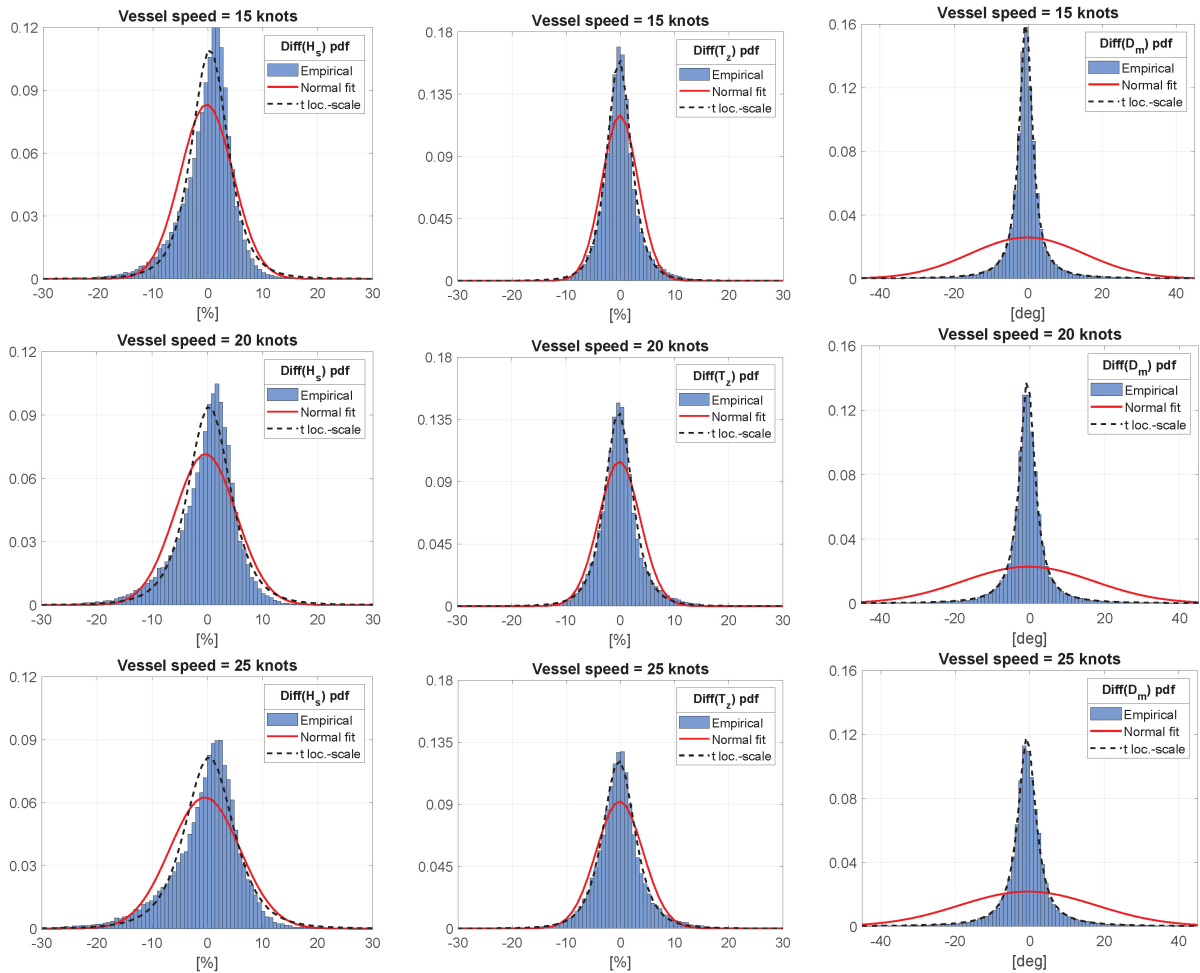 Vessel speed = 15 knots
0.12
0.09
0.06
0.03
0
-30 -20 -10 0 10 20 30
[%]
Diff(Hs) pdf
Empirical
Normal fit
t loc.-scale
Vessel speed = 15 knots
0.18
0.135
0.09
0.045
0
-30 -20 -10 0 10 20 30
[%]
Diff(Tz) pdf
Empirical
Normal fit
t loc.-scale
Vessel speed = 15 knots
0.16
0.12
0.08
0.04
0
-40 -20 0 20 40
[deg]
Diff(Dm) pdf
Empirical
Normal fit
t loc.-scale
Vessel speed = 20 knots
0.12
0.09
0.06
0.03
0
-30 -20 -10 0 10 20 30
[%]
Diff(Hs) pdf
Empirical
Normal fit
t loc.-scale
Vessel speed = 20 knots
0.18
0.135
0.09
0.045
0
-30 -20 -10 0 10 20 30
[%]
Diff(Tz) pdf
Empirical
Normal fit
t loc.-scale
Vessel speed = 20 knots
0.16
0.12
0.08
0.04
0
-40 -20 0 20 40
[deg]
Diff(Dm) pdf
Empirical
Normal fit
t loc.-scale
Vessel speed = 25 knots
0.12
0.09
0.06
0.03
0
-30 -20 -10 0 10 20 30
[%]
Diff(Hs) pdf
Empirical
Normal fit
t loc.-scale
Vessel speed = 25 knots
0.18
0.135
0.09
0.045
0
-30 -20 -10 0 10 20 30
[%]
Diff(Tz) pdf
Empirical
Normal fit
t loc.-scale
Vessel speed = 25 knots
0.16
0.12
0.08
0.04
0
-40 -20 0 20 40
[deg]
Diff(Dm) pdf
Empirical
Normal fit
t loc.-scale